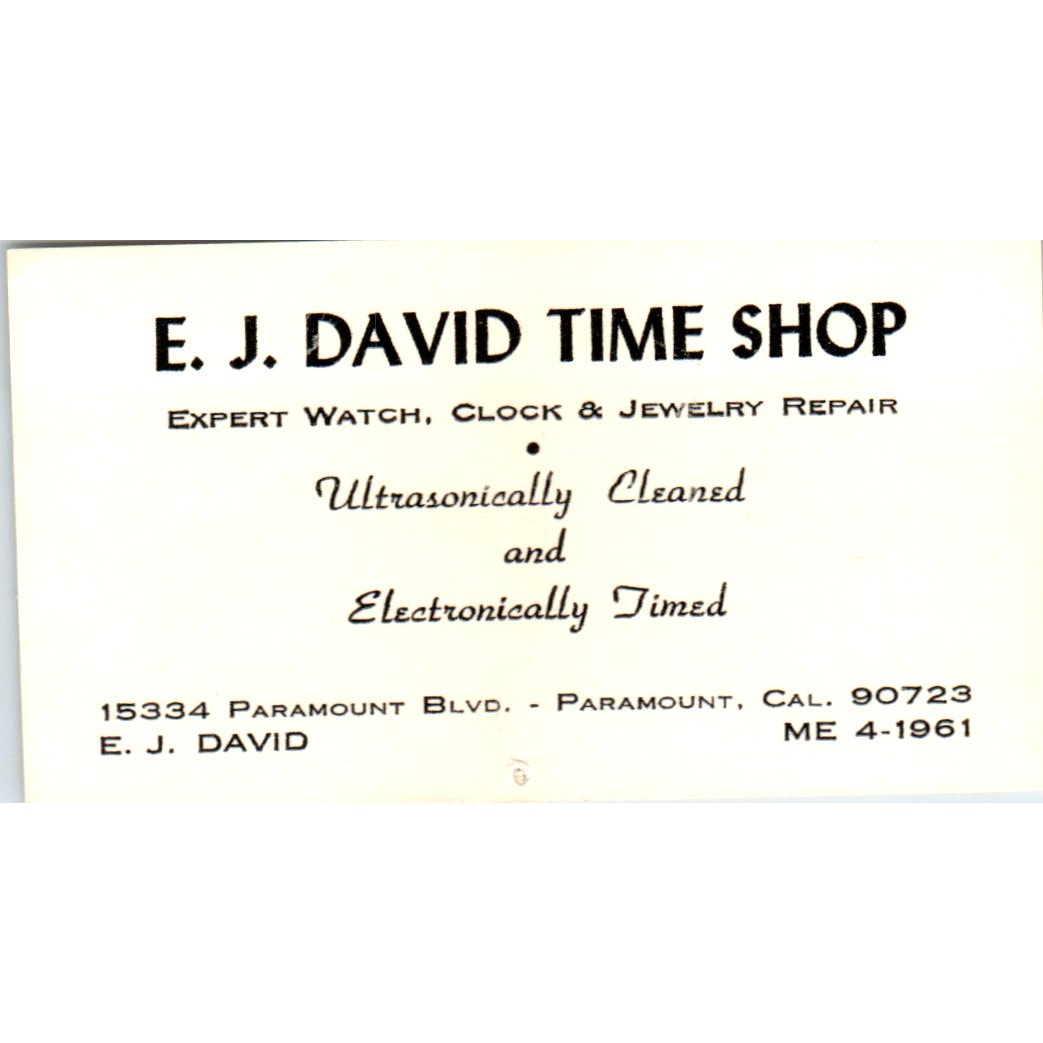 E. J. DAVID TIME SHOP
EXPERT WATCH, CLOCK & JEWELRY REPAIR
•
Ultrasonically Cleaned
and
Electronically Timed
15334 PARAMOUNT BLVD. - PARAMOUNT, CAL. 90723
E. J. DAVID ME 4-1961